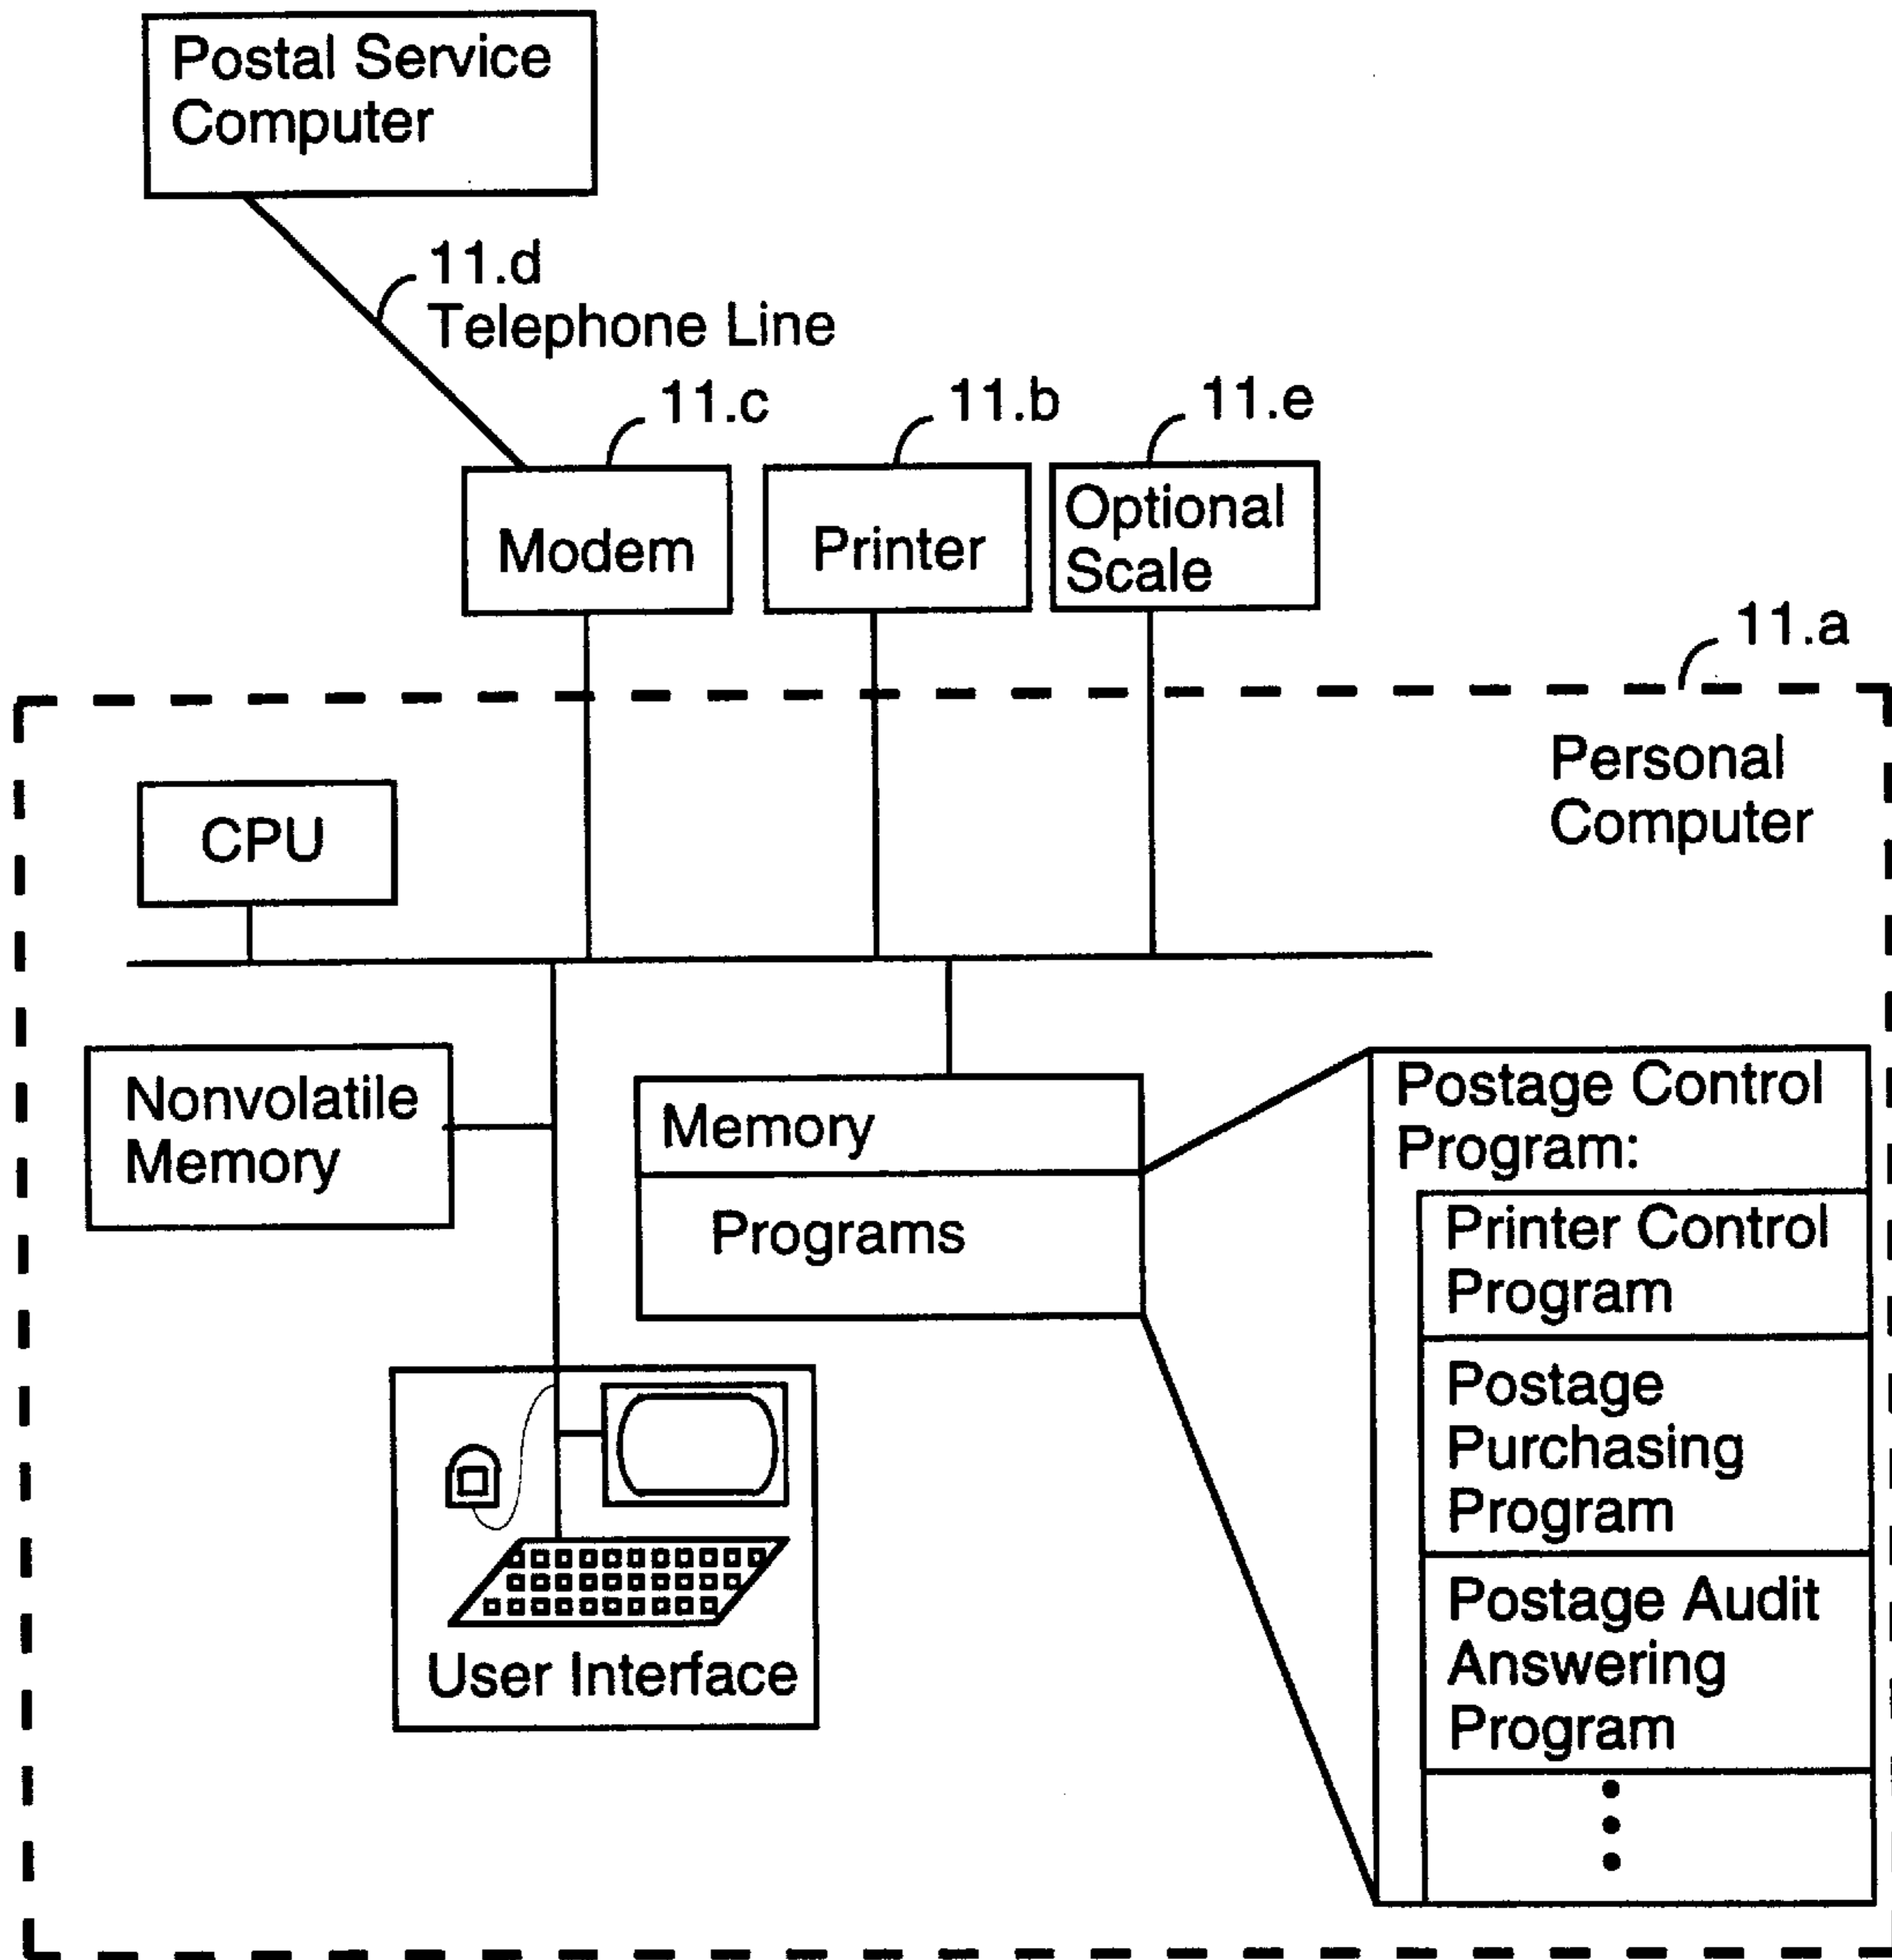 Postal Service
Computer
11.d
Telephone Line
11.c
11.b
11.e
Modem
Printer
Optional
Scale
11.a
Personal
Computer
CPU
Nonvolatile
Memory
Memory
Programs
Postage Control
Program:
Printer Control
Program
Postage
Purchasing
Program
Postage Audit
Answering
Program
User Interface